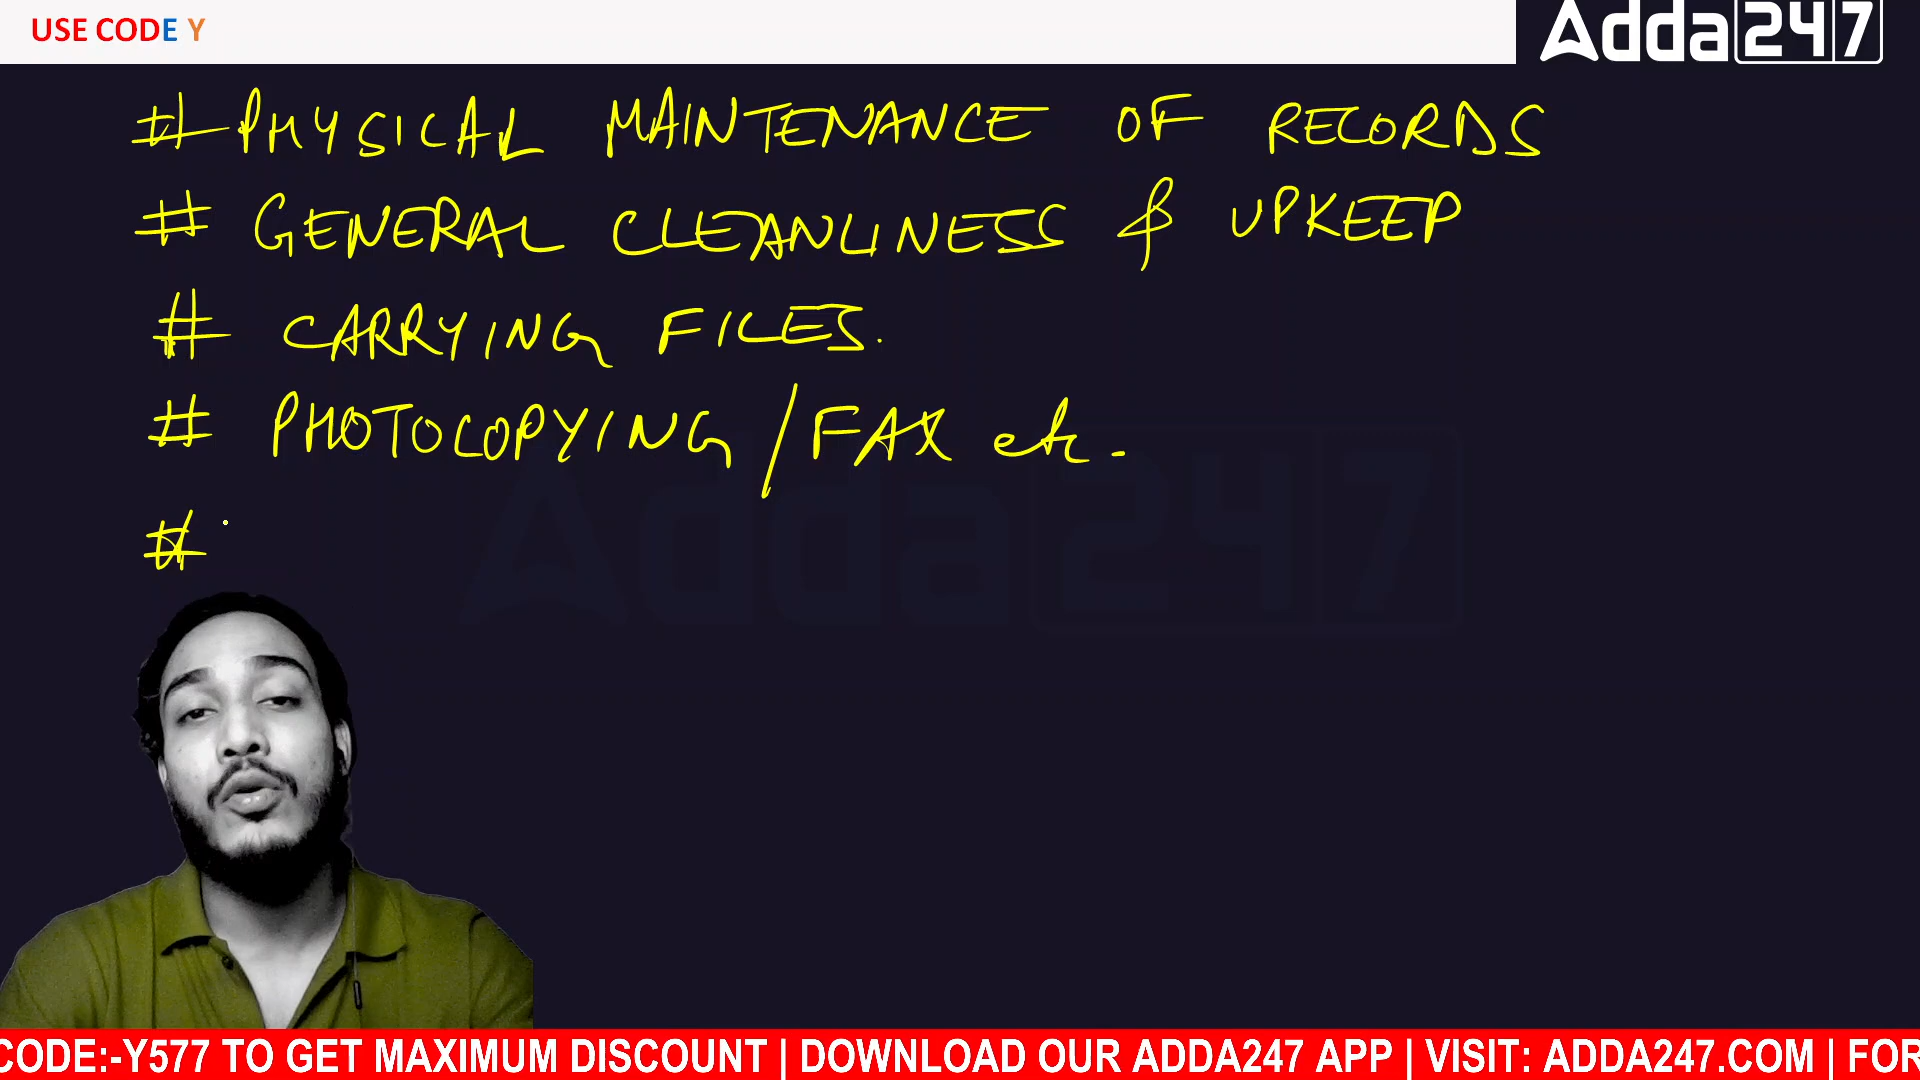 USE CODE Y
Adda247
# PHYSICAL MAINTENANCE OF RECORDS
# GENERAL CLEANLINESS & UPKEEP
# CARRYING FILES.
# PHOTOCOPYING / FAX etc.
#
Adda247
CODE:-Y577 TO GET MAXIMUM DISCOUNT | DOWNLOAD OUR ADDA247 APP | VISIT: ADDA247.COM | FOR